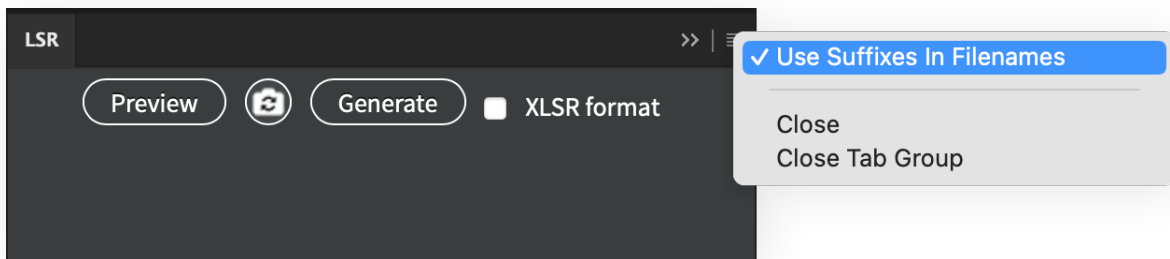 LSR
Preview
Generate
XLSR format
✓ Use Suffixes In Filenames
Close
Close Tab Group